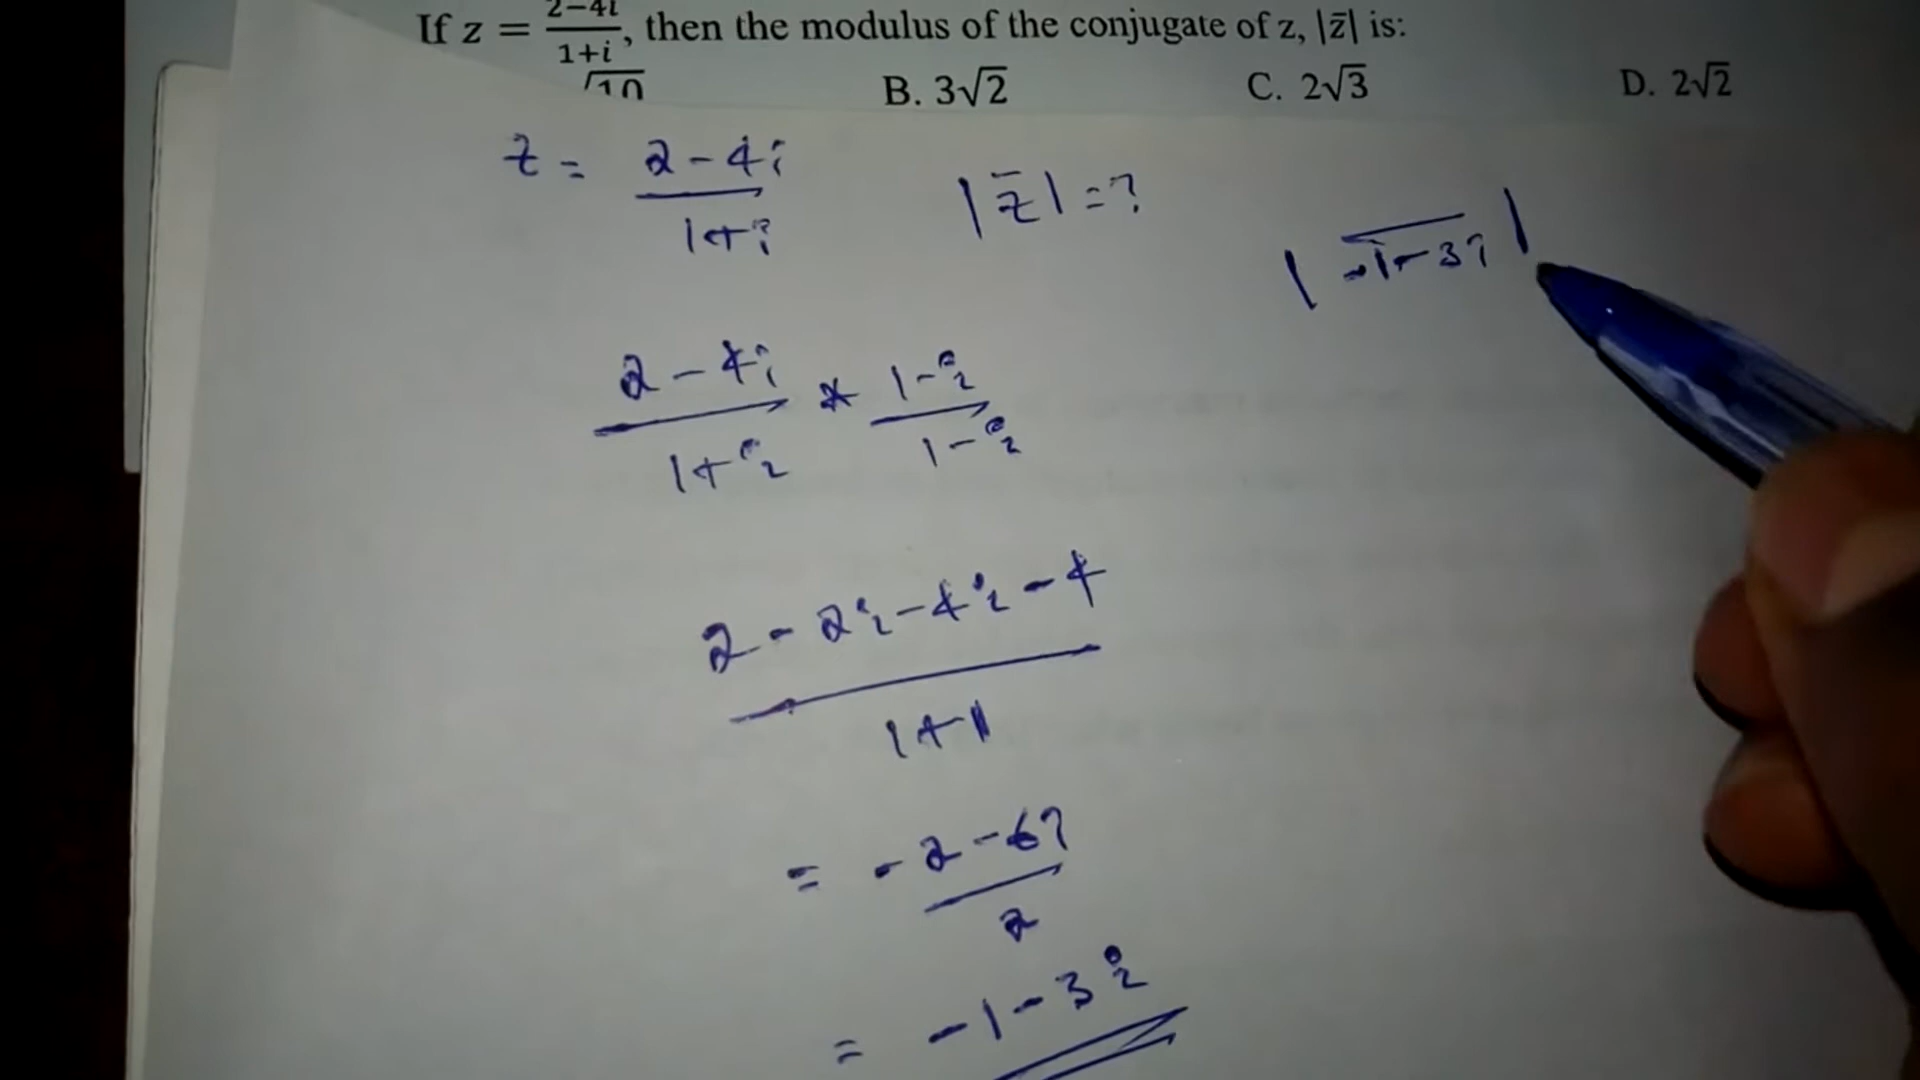 If z = 2−4i / 1+i, then the modulus of the conjugate of z, |z̄| is:
√10 B. 3√2 C. 2√3 D. 2√2
z = 2 - 4i / 1+i
|z̄| = ?
|‾-1-3i‾|
2 - 4i / 1+i * 1-i / 1-i
2 - 2i - 4i - 4 / 1+1
= -2-6i / 2
= -1-3i